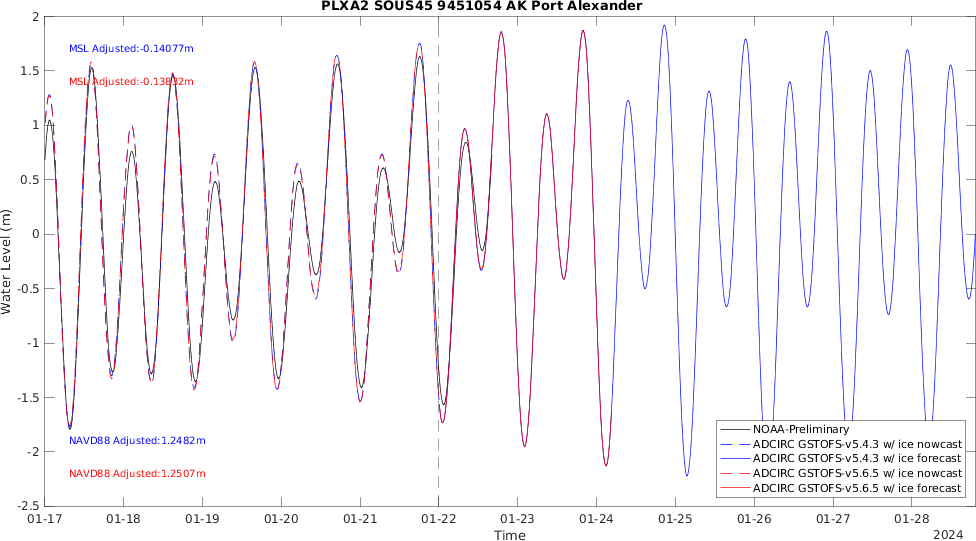 PLXA2 SOUS45 9451054 AK Port Alexander
2
1.5
1
0.5
0
-0.5
-1
-1.5
-2
-2.5
Water Level (m)
MSL Adjusted:-0.14077m
MSL Adjusted:-0.13832m
NAVD88 Adjusted:1.2482m
NAVD88 Adjusted:1.2507m
NOAA-Preliminary
ADCIRC GSTOFS-v5.4.3 w/ ice nowcast
ADCIRC GSTOFS-v5.4.3 w/ ice forecast
ADCIRC GSTOFS-v5.6.5 w/ ice nowcast
ADCIRC GSTOFS-v5.6.5 w/ ice forecast
01-17 01-18 01-19 01-20 01-21 01-22 01-23 01-24 01-25 01-26 01-27 01-28
Time
2024